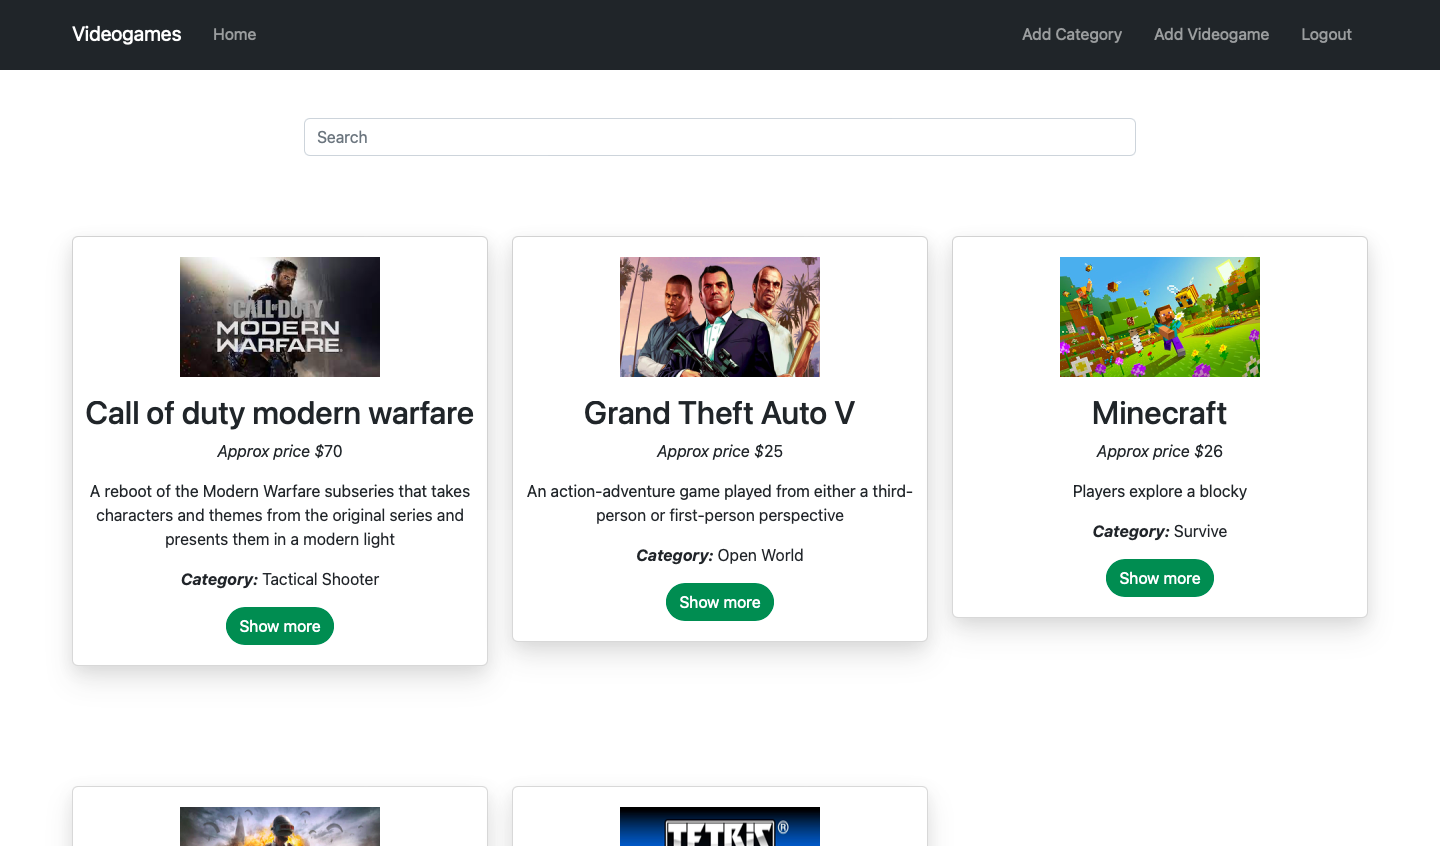 Videogames Home Add Category Add Videogame Logout
Search
CALL OF DUTY
MODERN
WARFARE
Call of duty modern warfare
Approx price $70
A reboot of the Modern Warfare subseries that takes
characters and themes from the original series and
presents them in a modern light
Category: Tactical Shooter
Show more
Grand Theft Auto V
Approx price $25
An action-adventure game played from either a third-
person or first-person perspective
Category: Open World
Show more
Minecraft
Approx price $26
Players explore a blocky
Category: Survive
Show more
TETRIS®